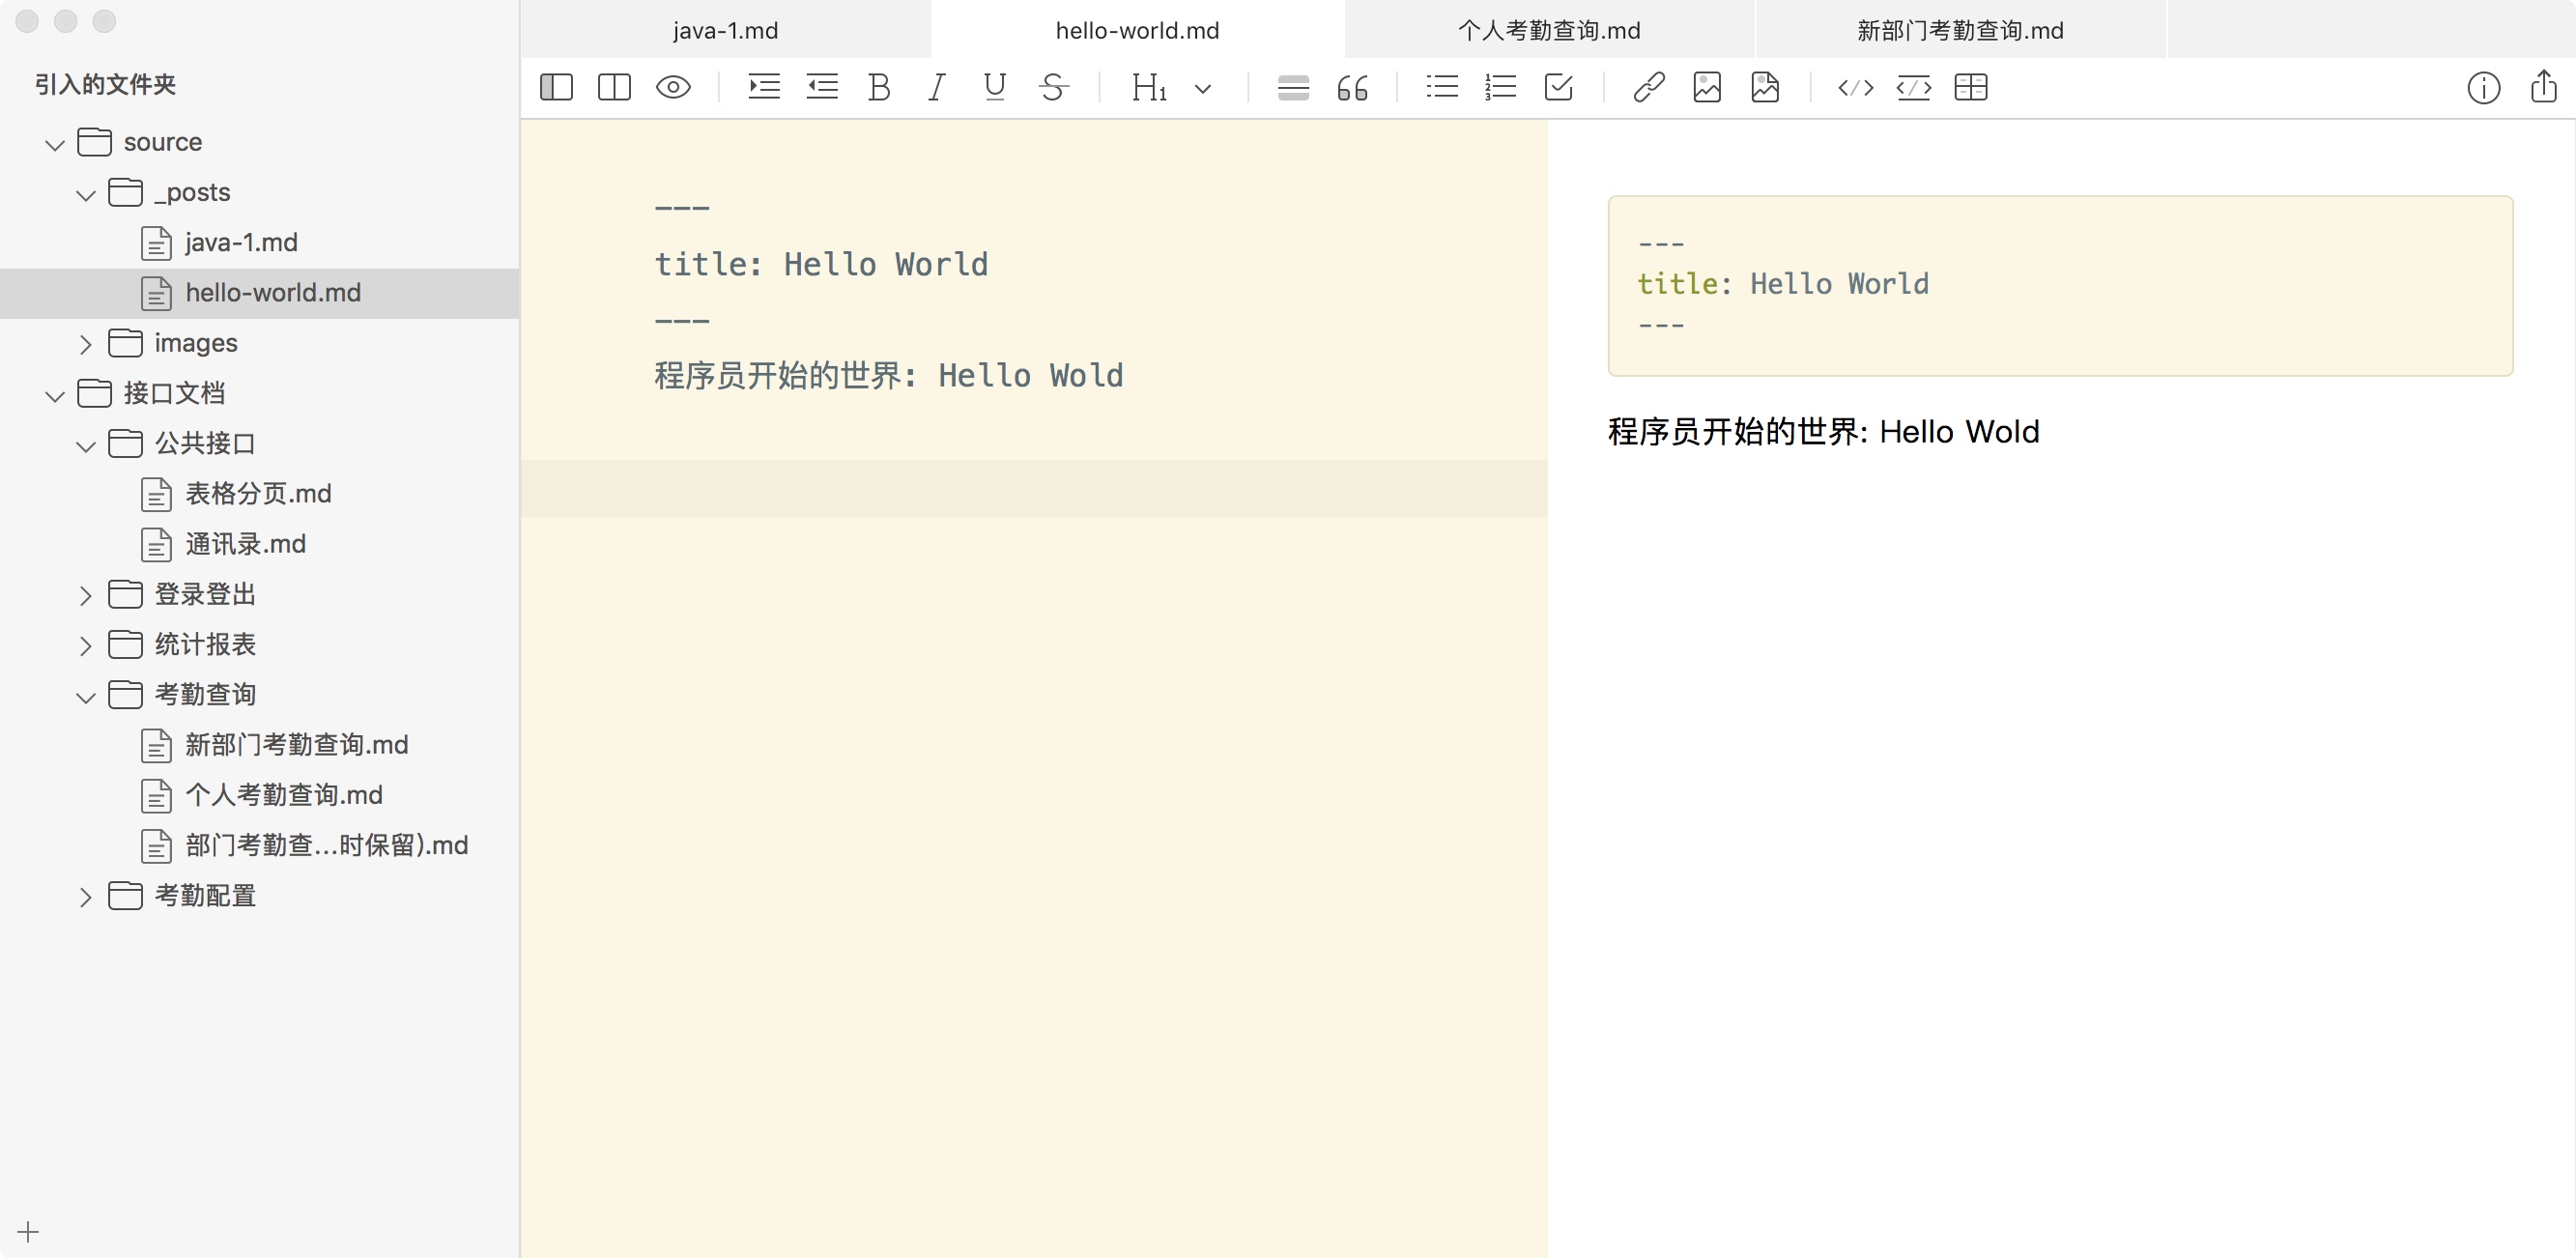 java-1.md
hello-world.md
个人考勤查询.md
新部门考勤查询.md
引入的文件夹
source
_posts
java-1.md
hello-world.md
images
接口文档
公共接口
表格分页.md
通讯录.md
登录登出
统计报表
考勤查询
新部门考勤查询.md
个人考勤查询.md
部门考勤查...时保留).md
考勤配置
B I U S H1
---
title: Hello World
---
程序员开始的世界: Hello Wold
---
title: Hello World
---
程序员开始的世界: Hello Wold